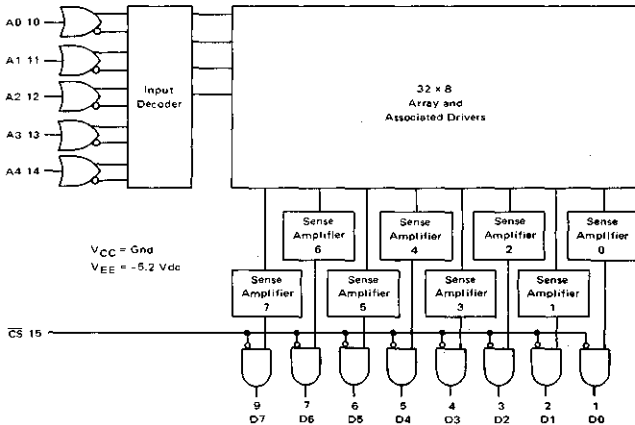 A0 10
A1 11
A2 12
A3 13
A4 14
Input
Decoder
32 × 8
Array and
Associated Drivers
VCC = Gnd
VEE = -5.2 Vdc
Sense
Amplifier
6
Sense
Amplifier
4
Sense
Amplifier
2
Sense
Amplifier
0
Sense
Amplifier
7
Sense
Amplifier
5
Sense
Amplifier
3
Sense
Amplifier
1
CS 15
9
D7
7
D6
6
D5
5
D4
4
D3
3
D2
2
D1
1
D0